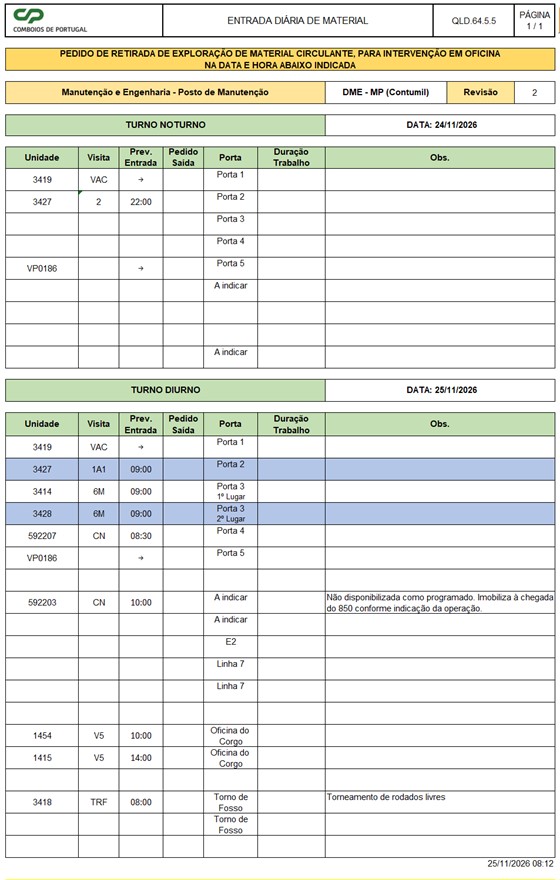 CP
COMBOIOS DE PORTUGAL
ENTRADA DIÁRIA DE MATERIAL
QLD.64.5.5
PÁGINA
1 / 1
PEDIDO DE RETIRADA DE EXPLORAÇÃO DE MATERIAL CIRCULANTE, PARA INTERVENÇÃO EM OFICINA
NA DATA E HORA ABAIXO INDICADA
Manutenção e Engenharia - Posto de Manutenção DME - MP (Contumil) Revisão 2
TURNO NOTURNO DATA: 24/11/2026
Unidade Visita Prev. Entrada Pedido Saída Porta Duração Trabalho Obs.
3419 VAC → Porta 1
3427 2 22:00 Porta 2
Porta 3
Porta 4
VP0186 → Porta 5
A indicar
A indicar
TURNO DIURNO DATA: 25/11/2026
Unidade Visita Prev. Entrada Pedido Saída Porta Duração Trabalho Obs.
3419 VAC → Porta 1
3427 1A1 09:00 Porta 2
3414 6M 09:00 Porta 3 1º Lugar
3428 6M 09:00 Porta 3 2º Lugar
592207 CN 08:30 Porta 4
VP0186 → Porta 5
592203 CN 10:00 A indicar Não disponibilizada como programado. Imobiliza à chegada
do 850 conforme indicação da operação.
A indicar
E2
Linha 7
Linha 7
1454 V5 10:00 Oficina do Corgo
1415 V5 14:00 Oficina do Corgo
3418 TRF 08:00 Torno de Fosso Torneamento de rodados livres
Torno de Fosso
25/11/2026 08:12